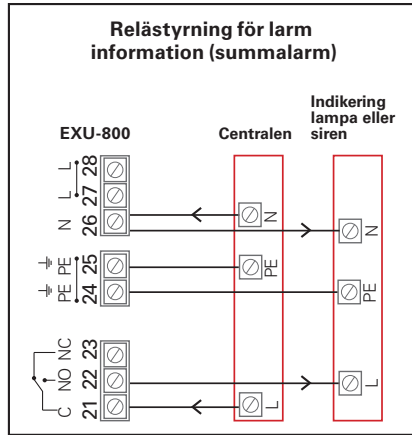 Relästyrning för larm
information (summalarm)
Indikering
lampa eller
siren
EXU-800
Centralen
L 28
L 27
N 26
PE 25
PE 24
NC 23
NO 22
C 21
N
PE
L
N
PE
L